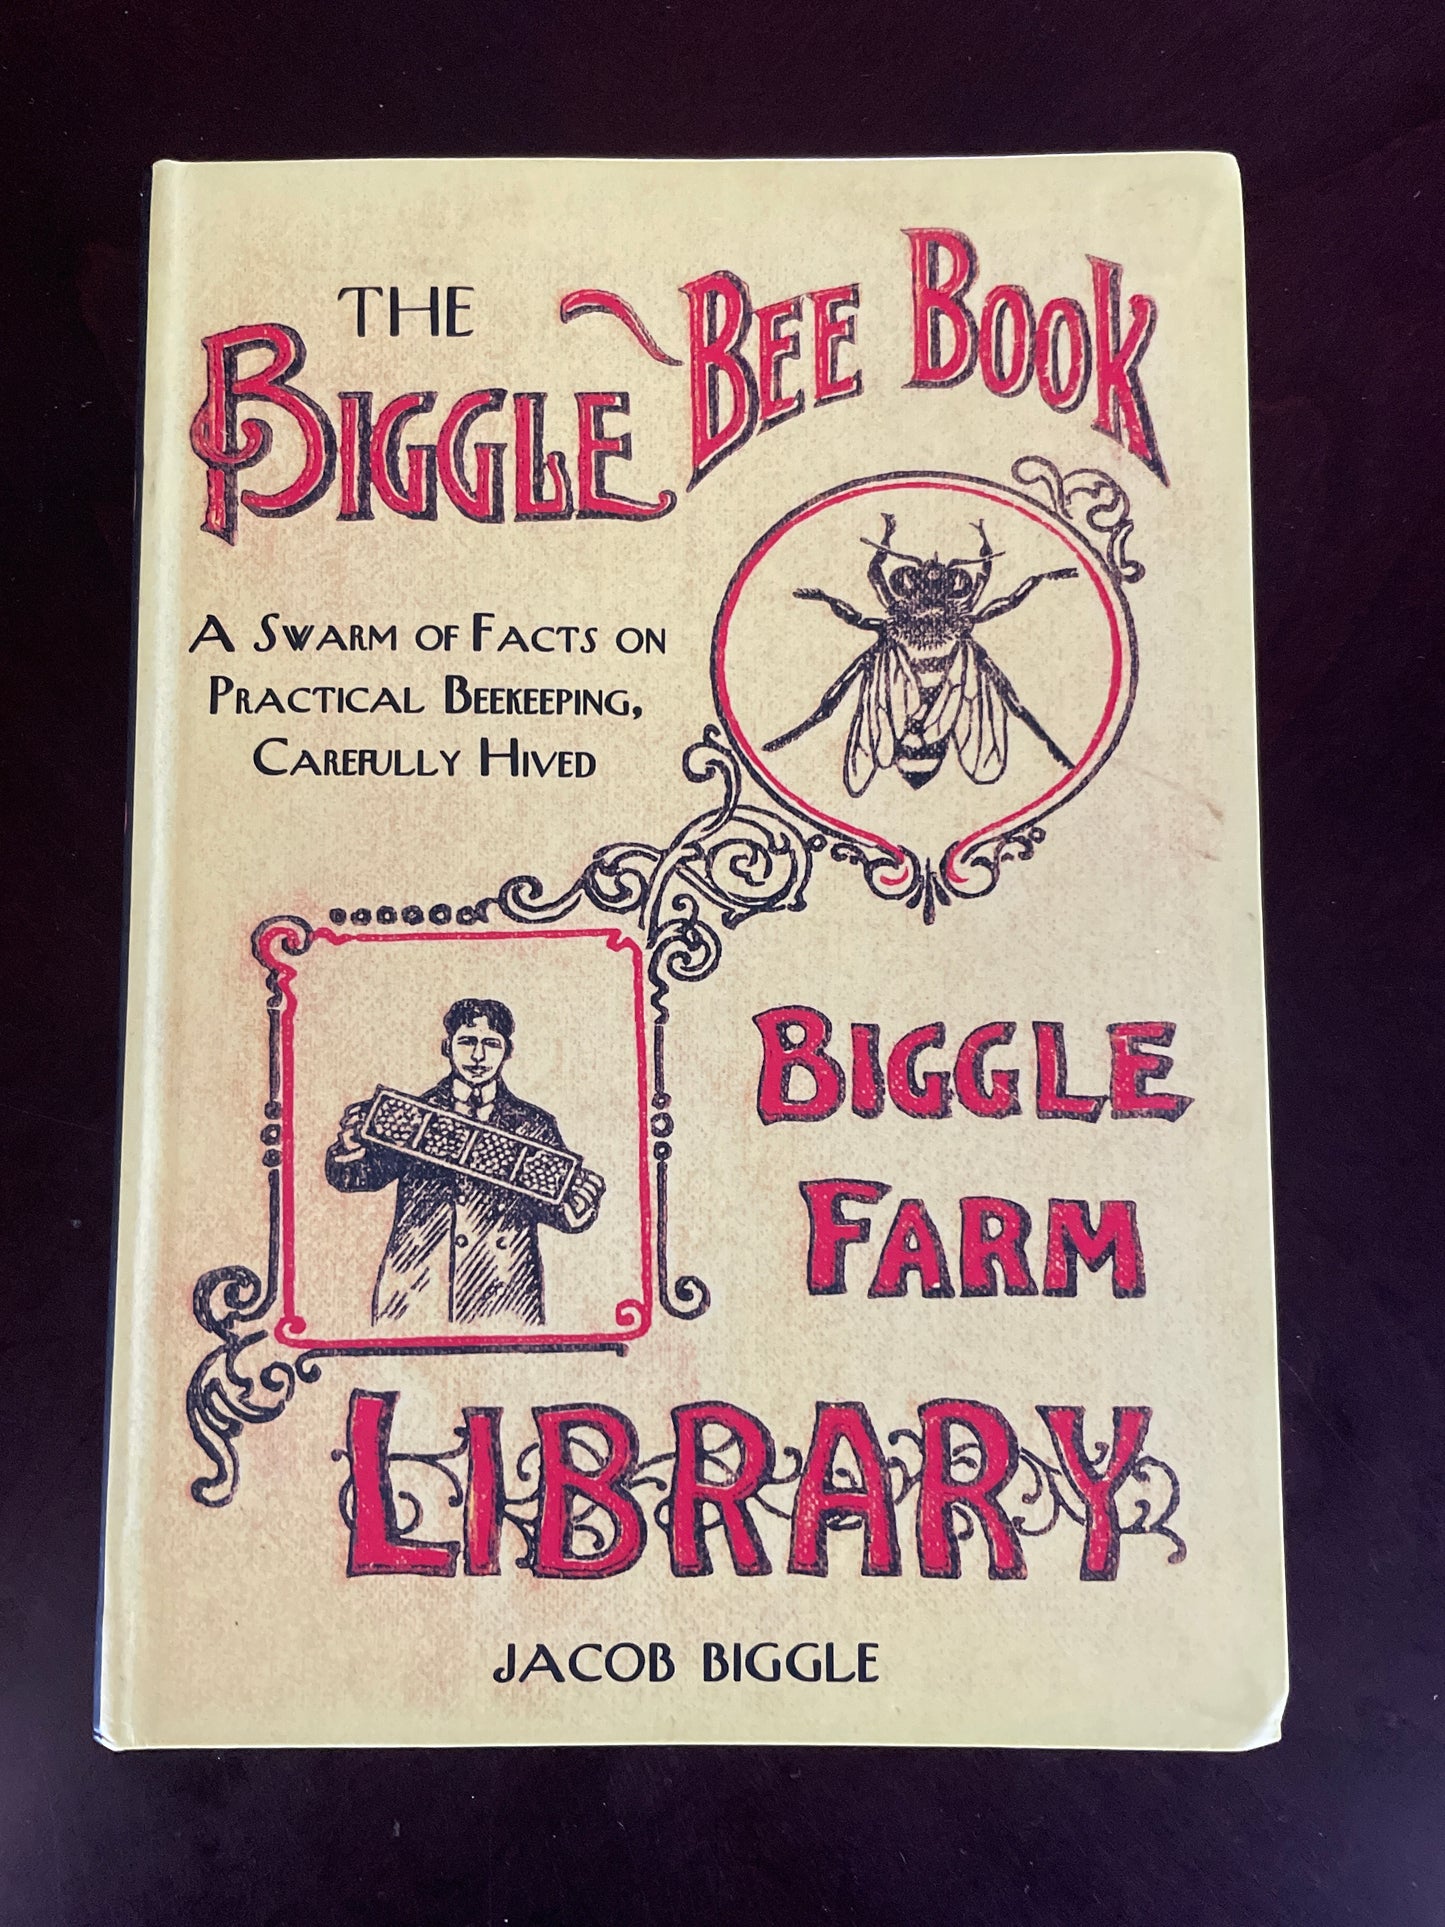 THE
BIGGLE BEE BOOK
A SWARM OF FACTS ON
PRACTICAL BEEKEEPING,
CAREFULLY HIVED
BIGGLE
FARM
LIBRARY
JACOB BIGGLE